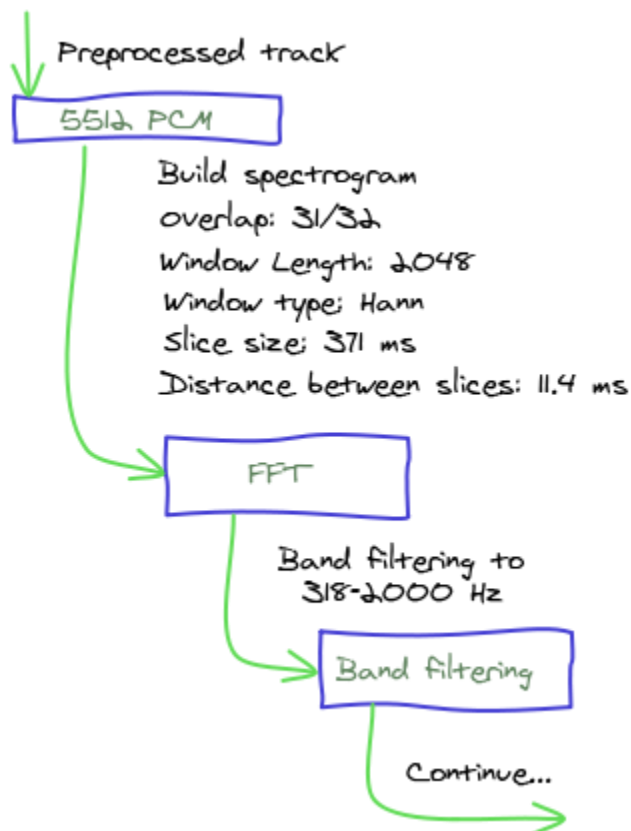 Preprocessed track
5512 PCM
Build spectrogram
overlap: 31/32
Window Length: 2048
Window type: Hann
Slice size: 371 ms
Distance between slices: 11.4 ms
FFT
Band filtering to
318-2000 Hz
Band filtering
Continue...